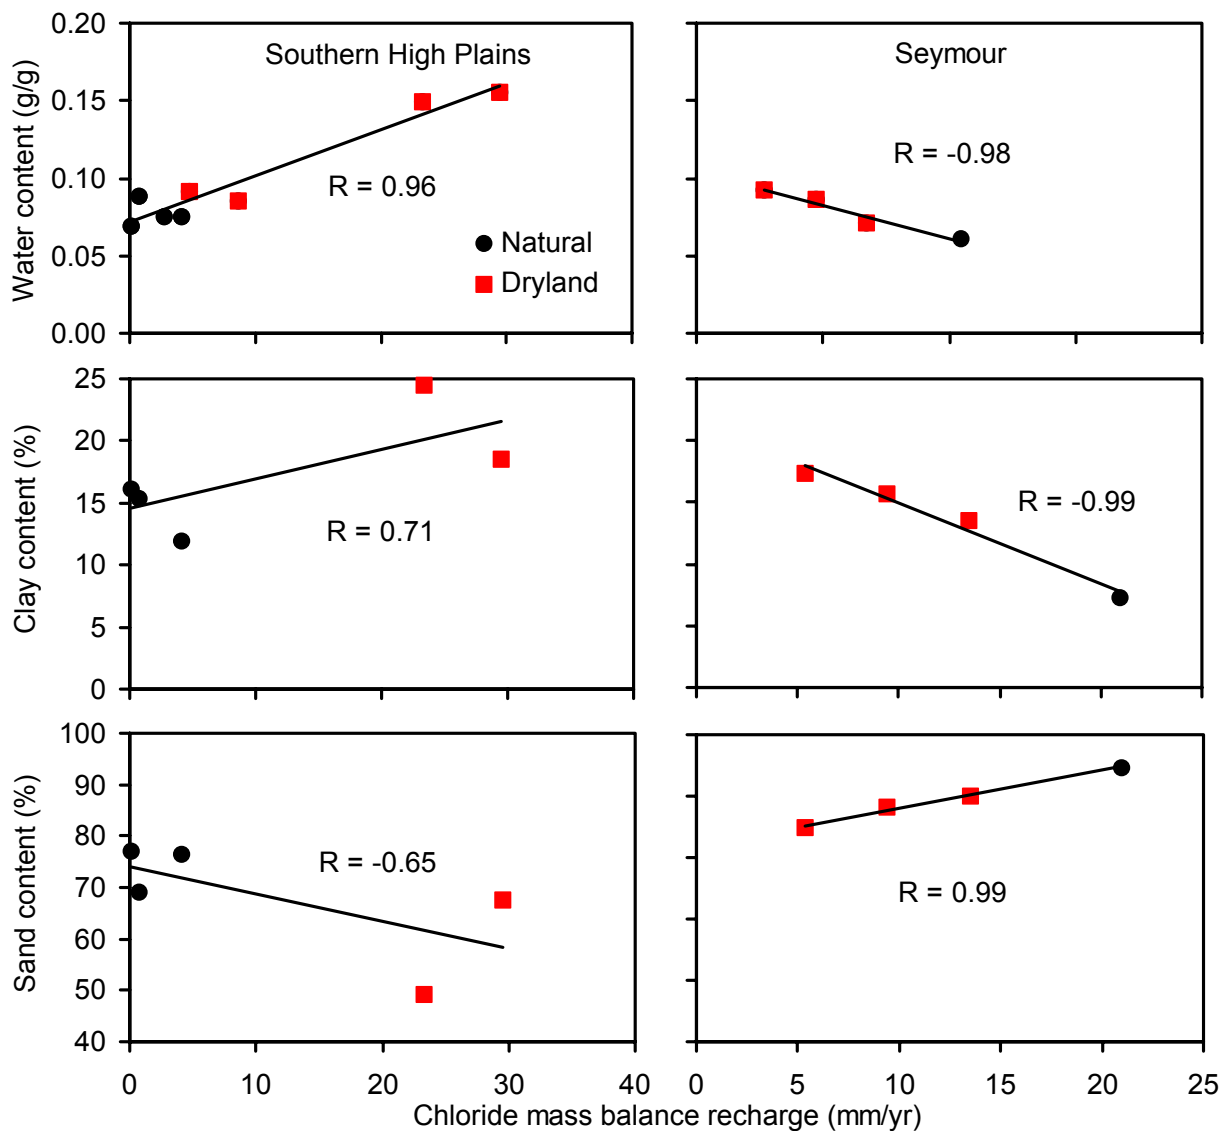 Southern High Plains
Seymour
Water content (g/g)
0.20
0.15
0.10
0.05
0.00
R = 0.96
R = -0.98
Natural
Dryland
Clay content (%)
25
20
15
10
5
0
R = 0.71
R = -0.99
Sand content (%)
100
90
80
70
60
50
40
R = -0.65
R = 0.99
0 10 20 30 40
0 5 10 15 20 25
Chloride mass balance recharge (mm/yr)